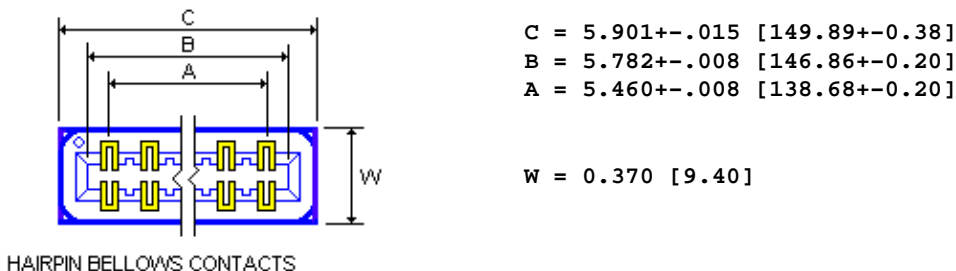 C
B
A
W
HAIRPIN BELLOWS CONTACTS
C = 5.901+-.015 [149.89+-0.38]
B = 5.782+-.008 [146.86+-0.20]
A = 5.460+-.008 [138.68+-0.20]
W = 0.370 [9.40]